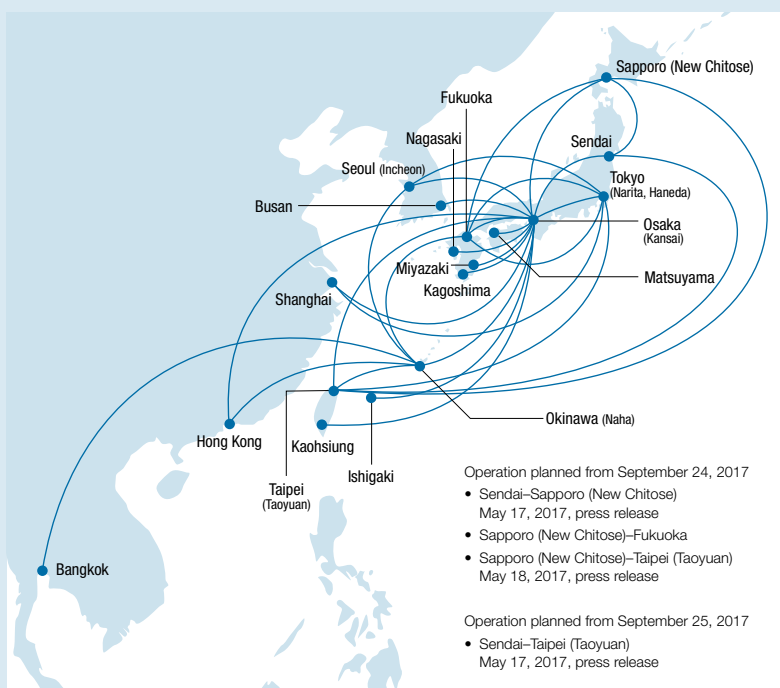 Sapporo (New Chitose)
Fukuoka
Nagasaki
Sendai
Seoul (Incheon)
Tokyo
(Narita, Haneda)
Busan
Osaka
(Kansai)
Miyazaki
Matsuyama
Kagoshima
Shanghai
Okinawa (Naha)
Hong Kong
Kaohsiung
Ishigaki
Taipei
(Taoyuan)
Bangkok
Operation planned from September 24, 2017
• Sendai–Sapporo (New Chitose)
May 17, 2017, press release
• Sapporo (New Chitose)–Fukuoka
• Sapporo (New Chitose)–Taipei (Taoyuan)
May 18, 2017, press release
Operation planned from September 25, 2017
• Sendai–Taipei (Taoyuan)
May 17, 2017, press release